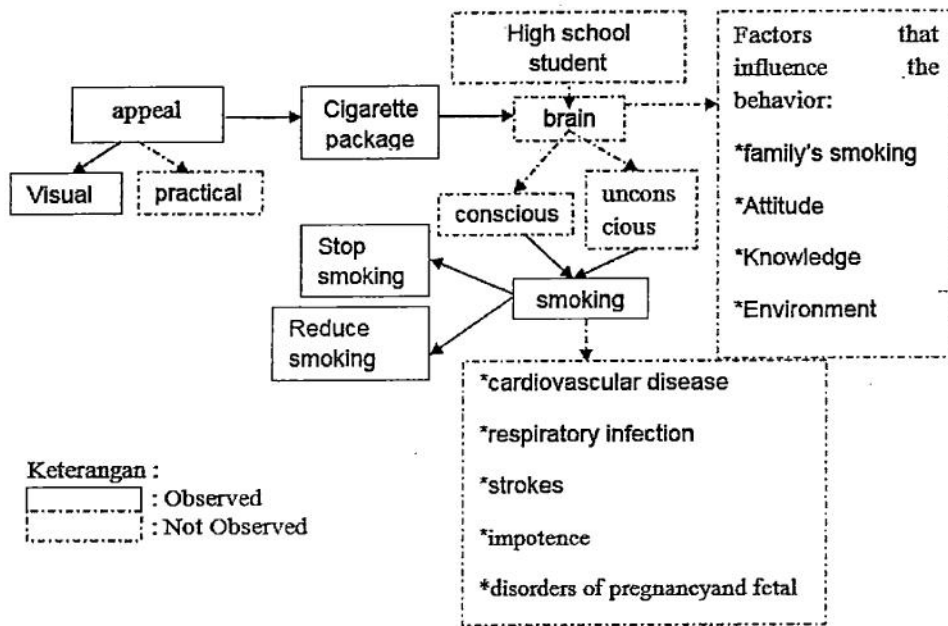 High school
student
appeal
Cigarette
package
brain
Visual
practical
conscious
uncons
cious
Stop
smoking
smoking
Reduce
smoking
Factors that
influence the
behavior:
*family's smoking
*Attitude
*Knowledge
*Environment
*cardiovascular disease
*respiratory infection
*strokes
*impotence
*disorders of pregnancyand fetal
Keterangan :
: Observed
: Not Observed